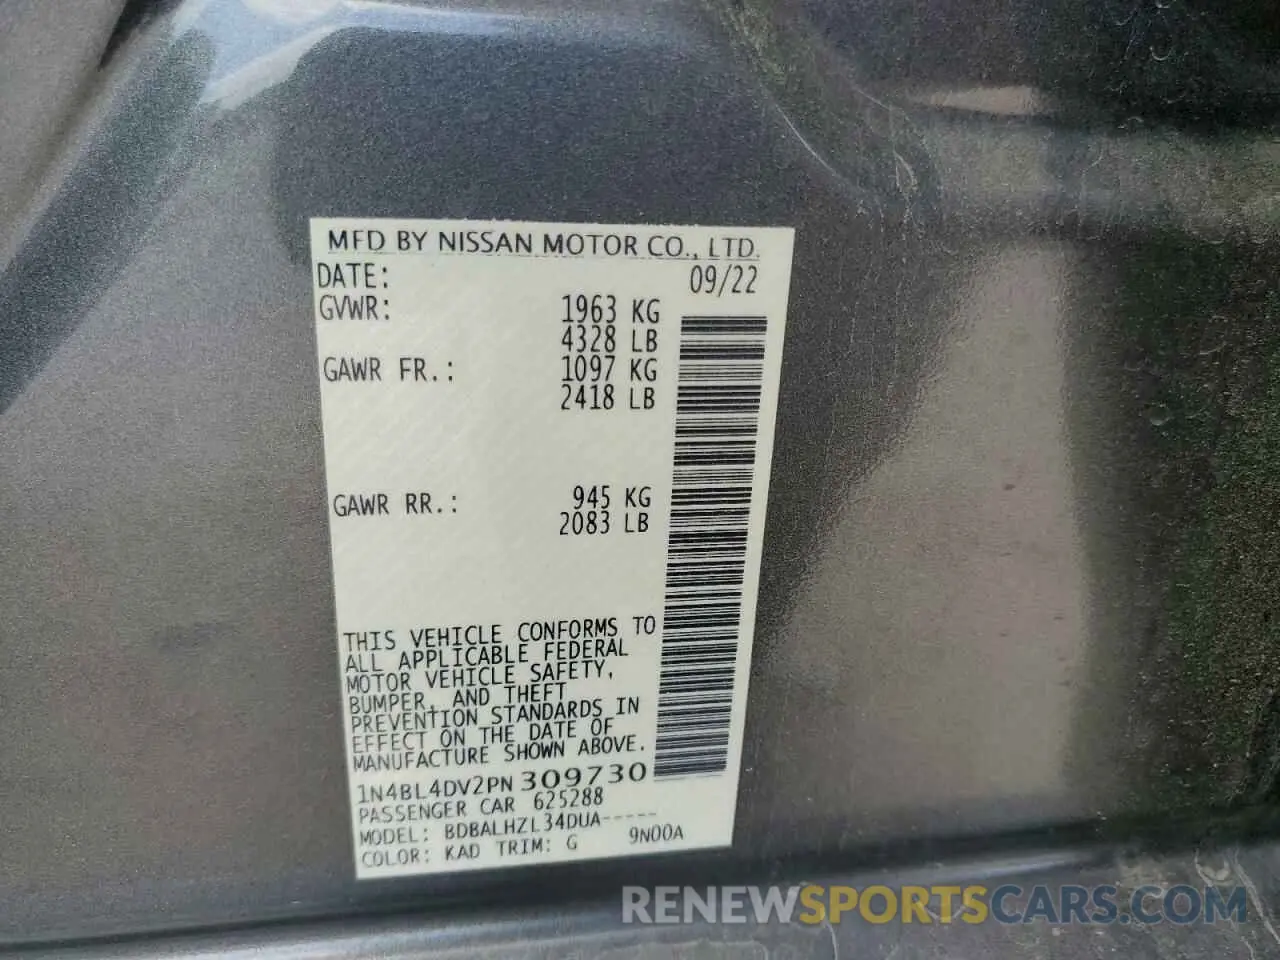 MFD BY NISSAN MOTOR CO., LTD.
DATE: 09/22
GVWR: 1963 KG
4328 LB
GAWR FR.: 1097 KG
2418 LB
GAWR RR.: 945 KG
2083 LB
THIS VEHICLE CONFORMS TO
ALL APPLICABLE FEDERAL
MOTOR VEHICLE SAFETY,
BUMPER, AND THEFT
PREVENTION STANDARDS IN
EFFECT ON THE DATE OF
MANUFACTURE SHOWN ABOVE.
1N4BL4DV2PN 309730
PASSENGER CAR 625288
MODEL: BDBALHZL34DUA-----
COLOR: KAD TRIM: G 9N00A
RENEWSPORTSCARS.COM